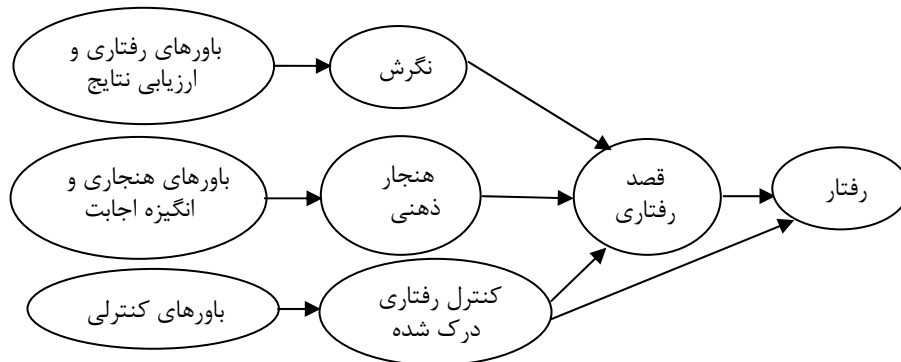 باورهای رفتاری و
ارزیابی نتایج
نگرش
باورهای هنجاری و
انگیزه اجابت
هنجار
ذهنی
قصد
رفتاری
رفتار
باورهای کنترلی
کنترل رفتاری
درک شده